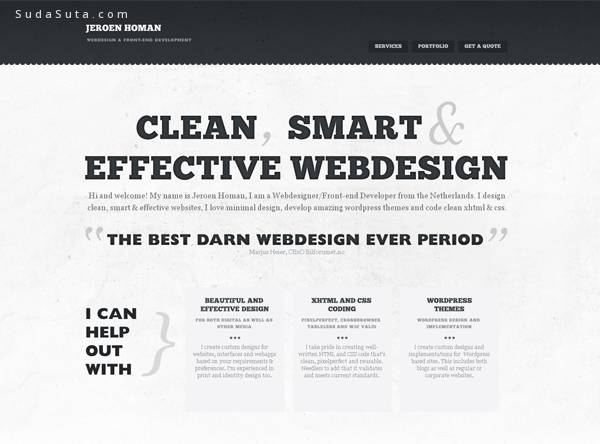 SudaSuta.com
JEROEN HOMAN
WEBDESIGN & FRONT-END DEVELOPMENT
SERVICES
PORTFOLIO
GET A QUOTE
CLEAN, SMART &
EFFECTIVE WEBDESIGN
Hi and welcome! My name is Jeroen Homan, I am a Webdesigner/Front-end Developer from the Netherlands. I design
clean, smart & effective websites, I love minimal design, develop amazing wordpress themes and code clean xhtml & css.
“ THE BEST DARN WEBDESIGN EVER PERIOD ”
I CAN
HELP
OUT
WITH
}
BEAUTIFUL AND
EFFECTIVE DESIGN
FOR BOTH DIGITAL AS WELL AS
OTHER MEDIA
I create custom designs for
websites, interfaces and webapps
based on your requirements &
preferences. I'm experienced in
print and identity design too.
XHTML AND CSS
CODING
PIXELPERFECT, CROSSBROWSER
TABLELESS AND W3C VALID
I take pride in creating well-
written HTML and CSS code that's
clean, pixelperfect and reusable.
Needless to add that it validates
and meets current standards.
WORDPRESS
THEMES
WORDPRESS DESIGN AND
IMPLEMENTATION
I create custom designs and
implementations for Wordpress
based sites. This includes both
blogs as well as regular or
corporate websites.